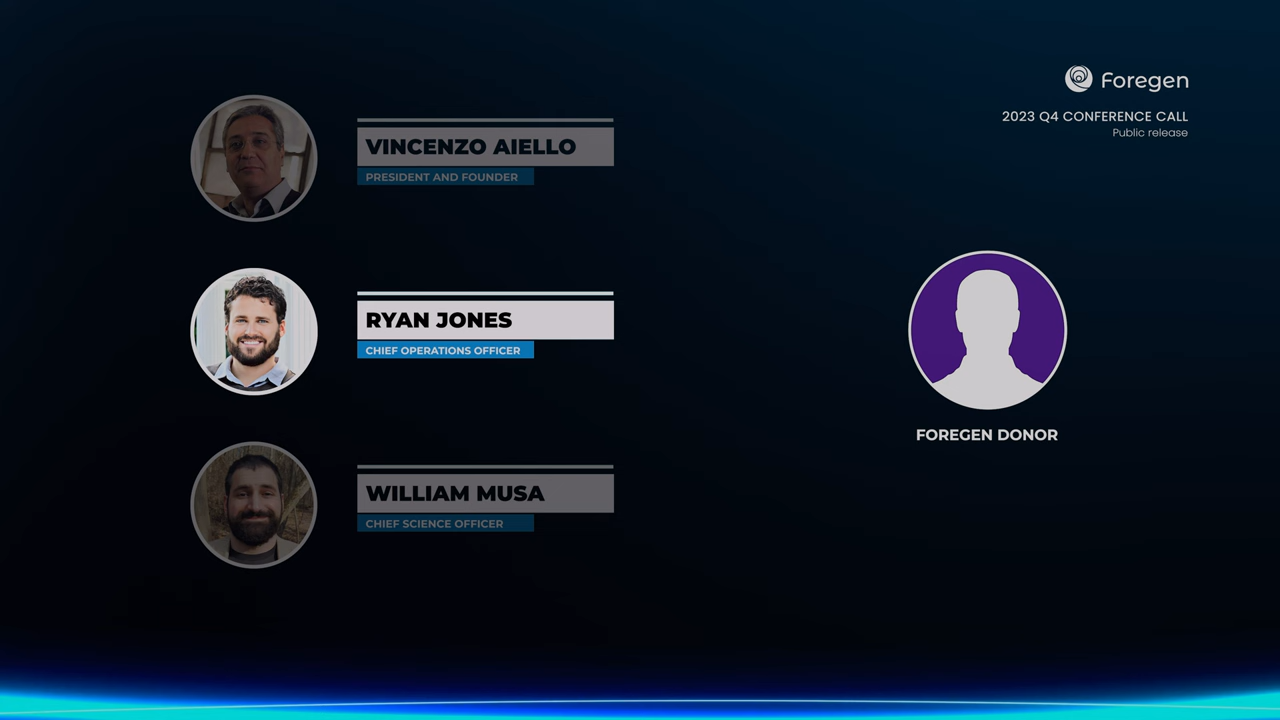 Foregen
2023 Q4 CONFERENCE CALL
Public release
VINCENZO AIELLO
PRESIDENT AND FOUNDER
RYAN JONES
CHIEF OPERATIONS OFFICER
WILLIAM MUSA
CHIEF SCIENCE OFFICER
FOREGEN DONOR